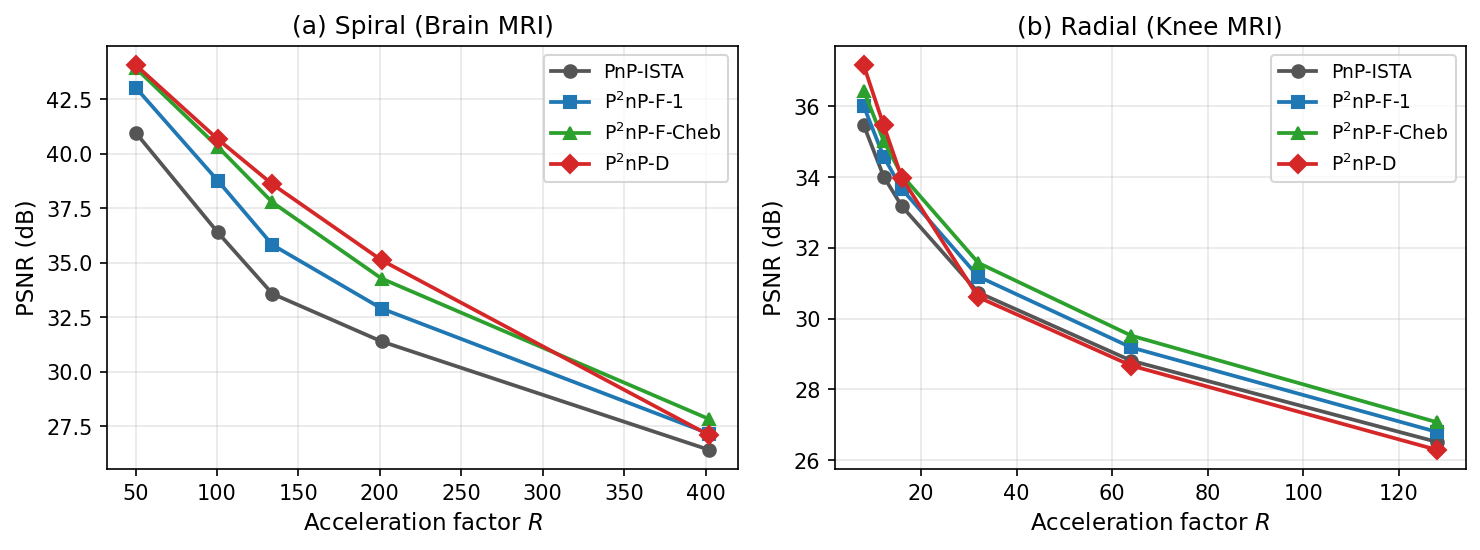 (a) Spiral (Brain MRI)
PSNR (dB)
42.5
40.0
37.5
35.0
32.5
30.0
27.5
50 100 150 200 250 300 350 400
Acceleration factor R
PnP-ISTA
P²nP-F-1
P²nP-F-Cheb
P²nP-D
(b) Radial (Knee MRI)
PSNR (dB)
36
34
32
30
28
26
20 40 60 80 100 120
Acceleration factor R
PnP-ISTA
P²nP-F-1
P²nP-F-Cheb
P²nP-D